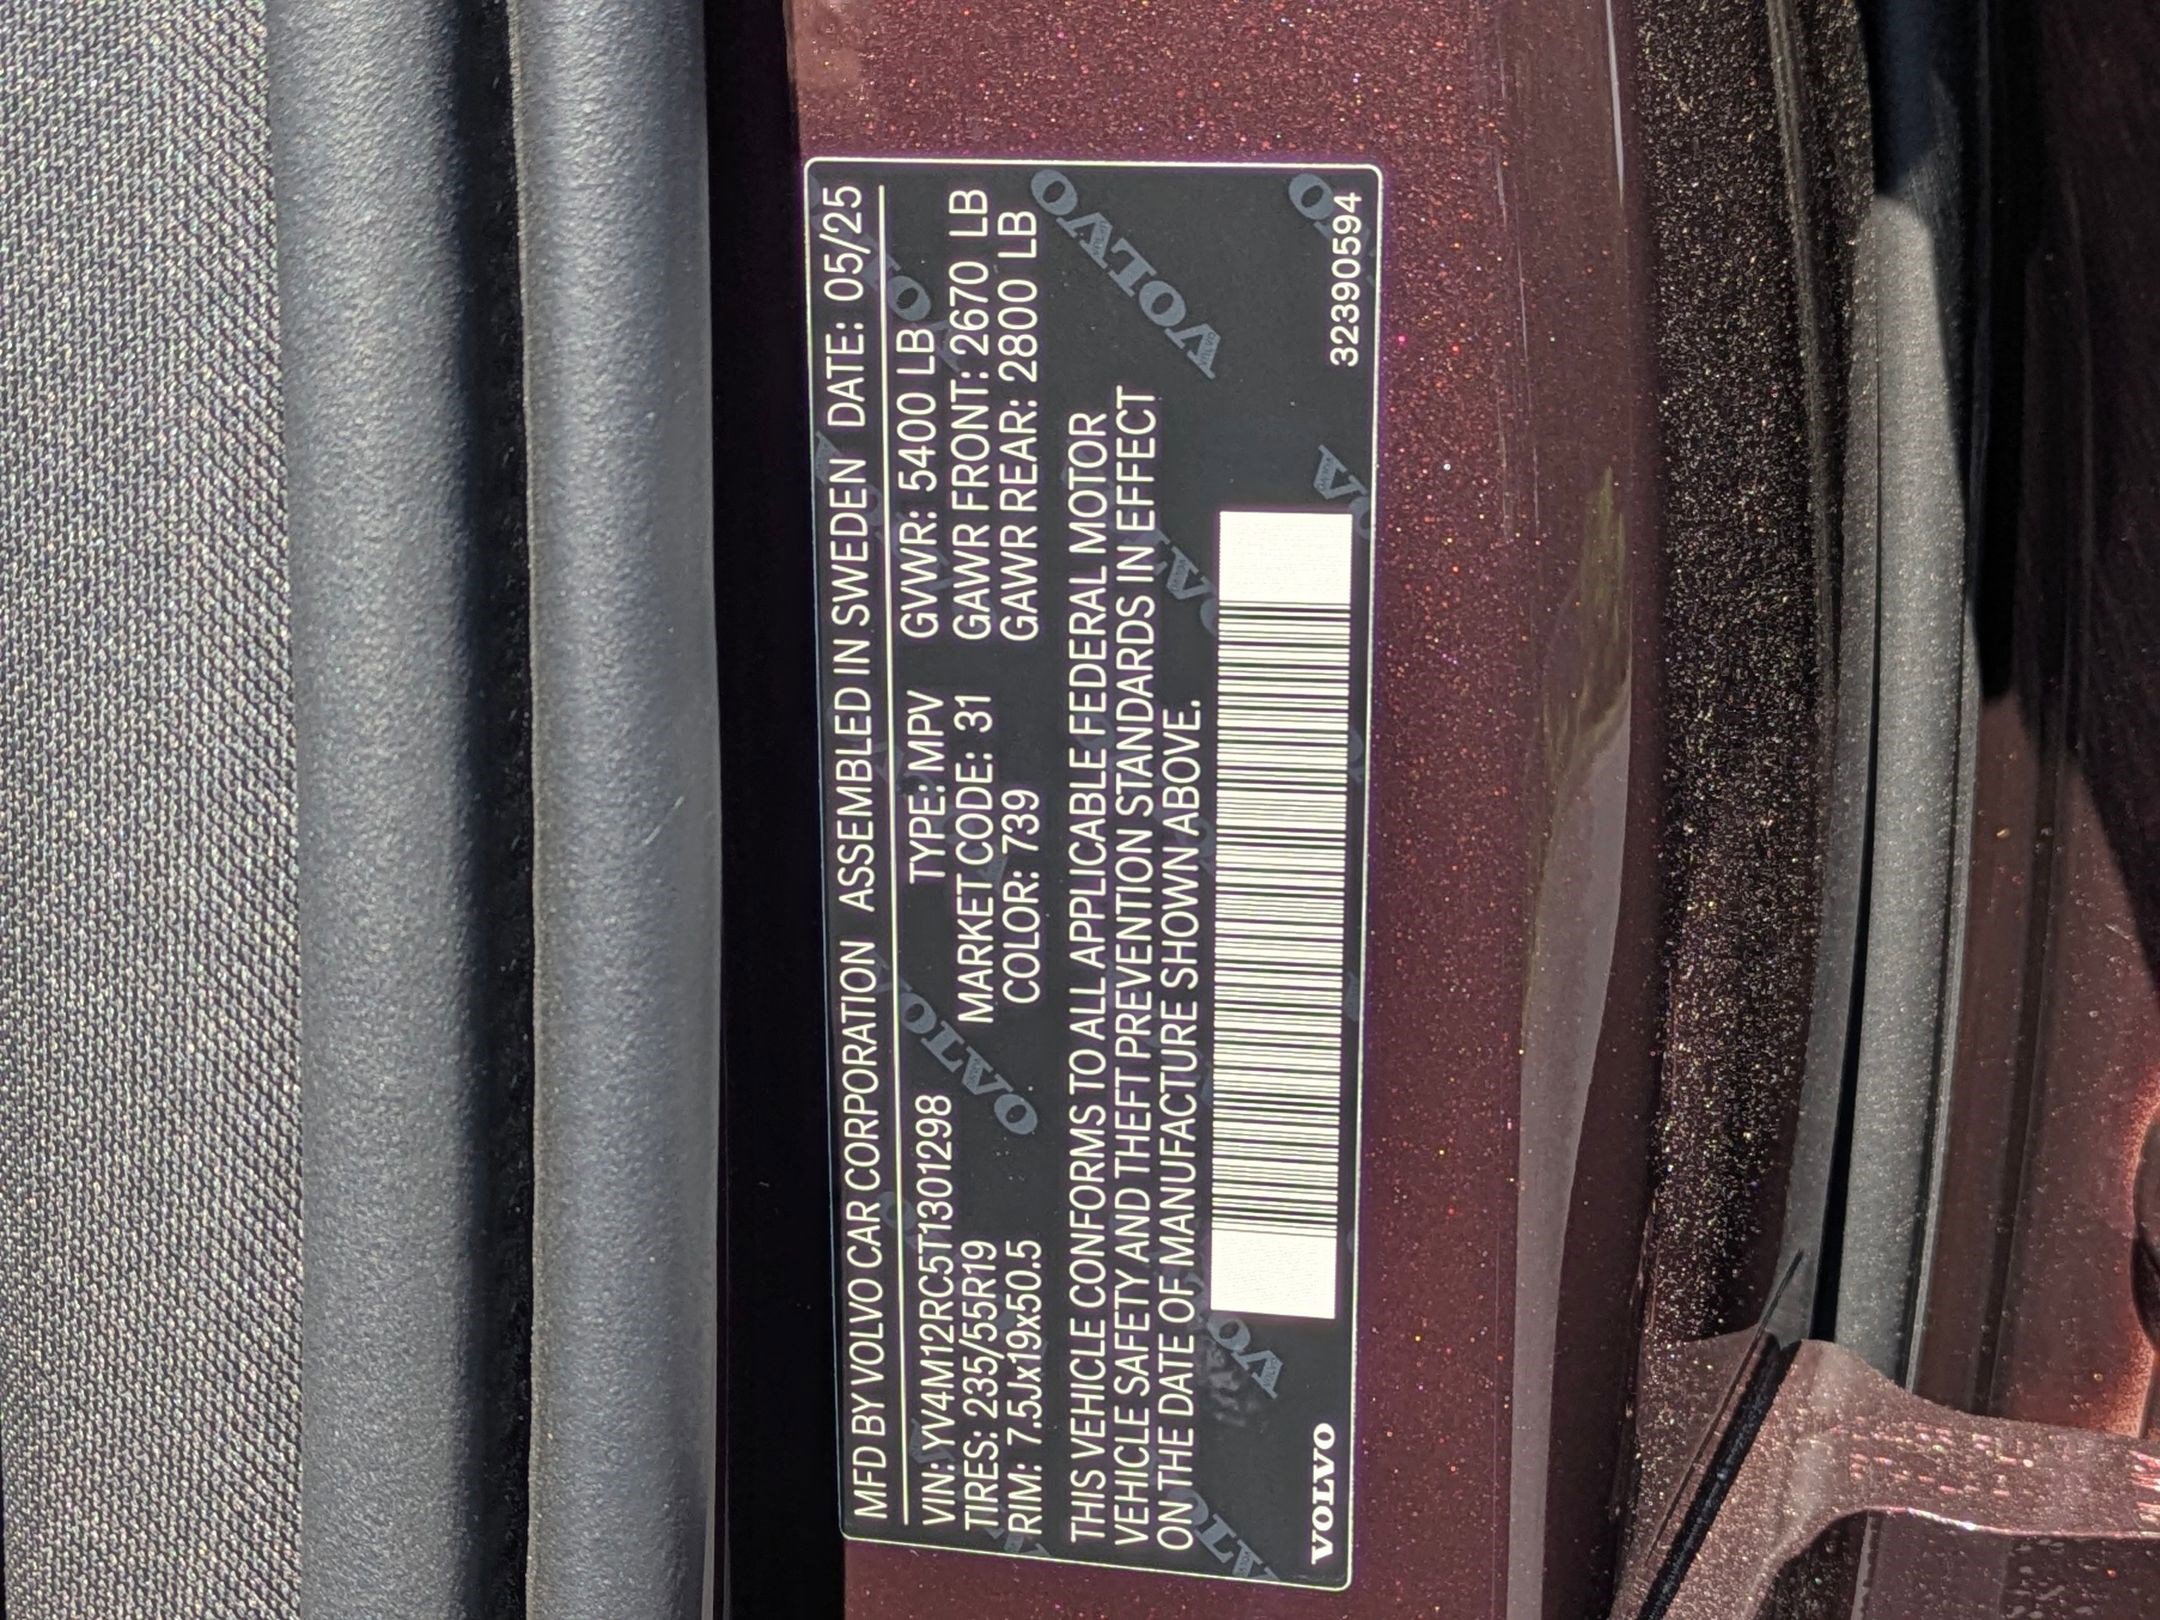 MFD BY VOLVO CAR CORPORATION ASSEMBLED IN SWEDEN DATE: 05/25
VIN: YV4M12RC5T1301298 TYPE: MPV GVWR: 5400 LB
TIRES: 235/55R19 MARKET CODE: 31 GAWR FRONT: 2670 LB
RIM: 7.5Jx19x50.5 COLOR: 739 GAWR REAR: 2800 LB
THIS VEHICLE CONFORMS TO ALL APPLICABLE FEDERAL MOTOR
VEHICLE SAFETY AND THEFT PREVENTION STANDARDS IN EFFECT
ON THE DATE OF MANUFACTURE SHOWN ABOVE.
VOLVO 32390594